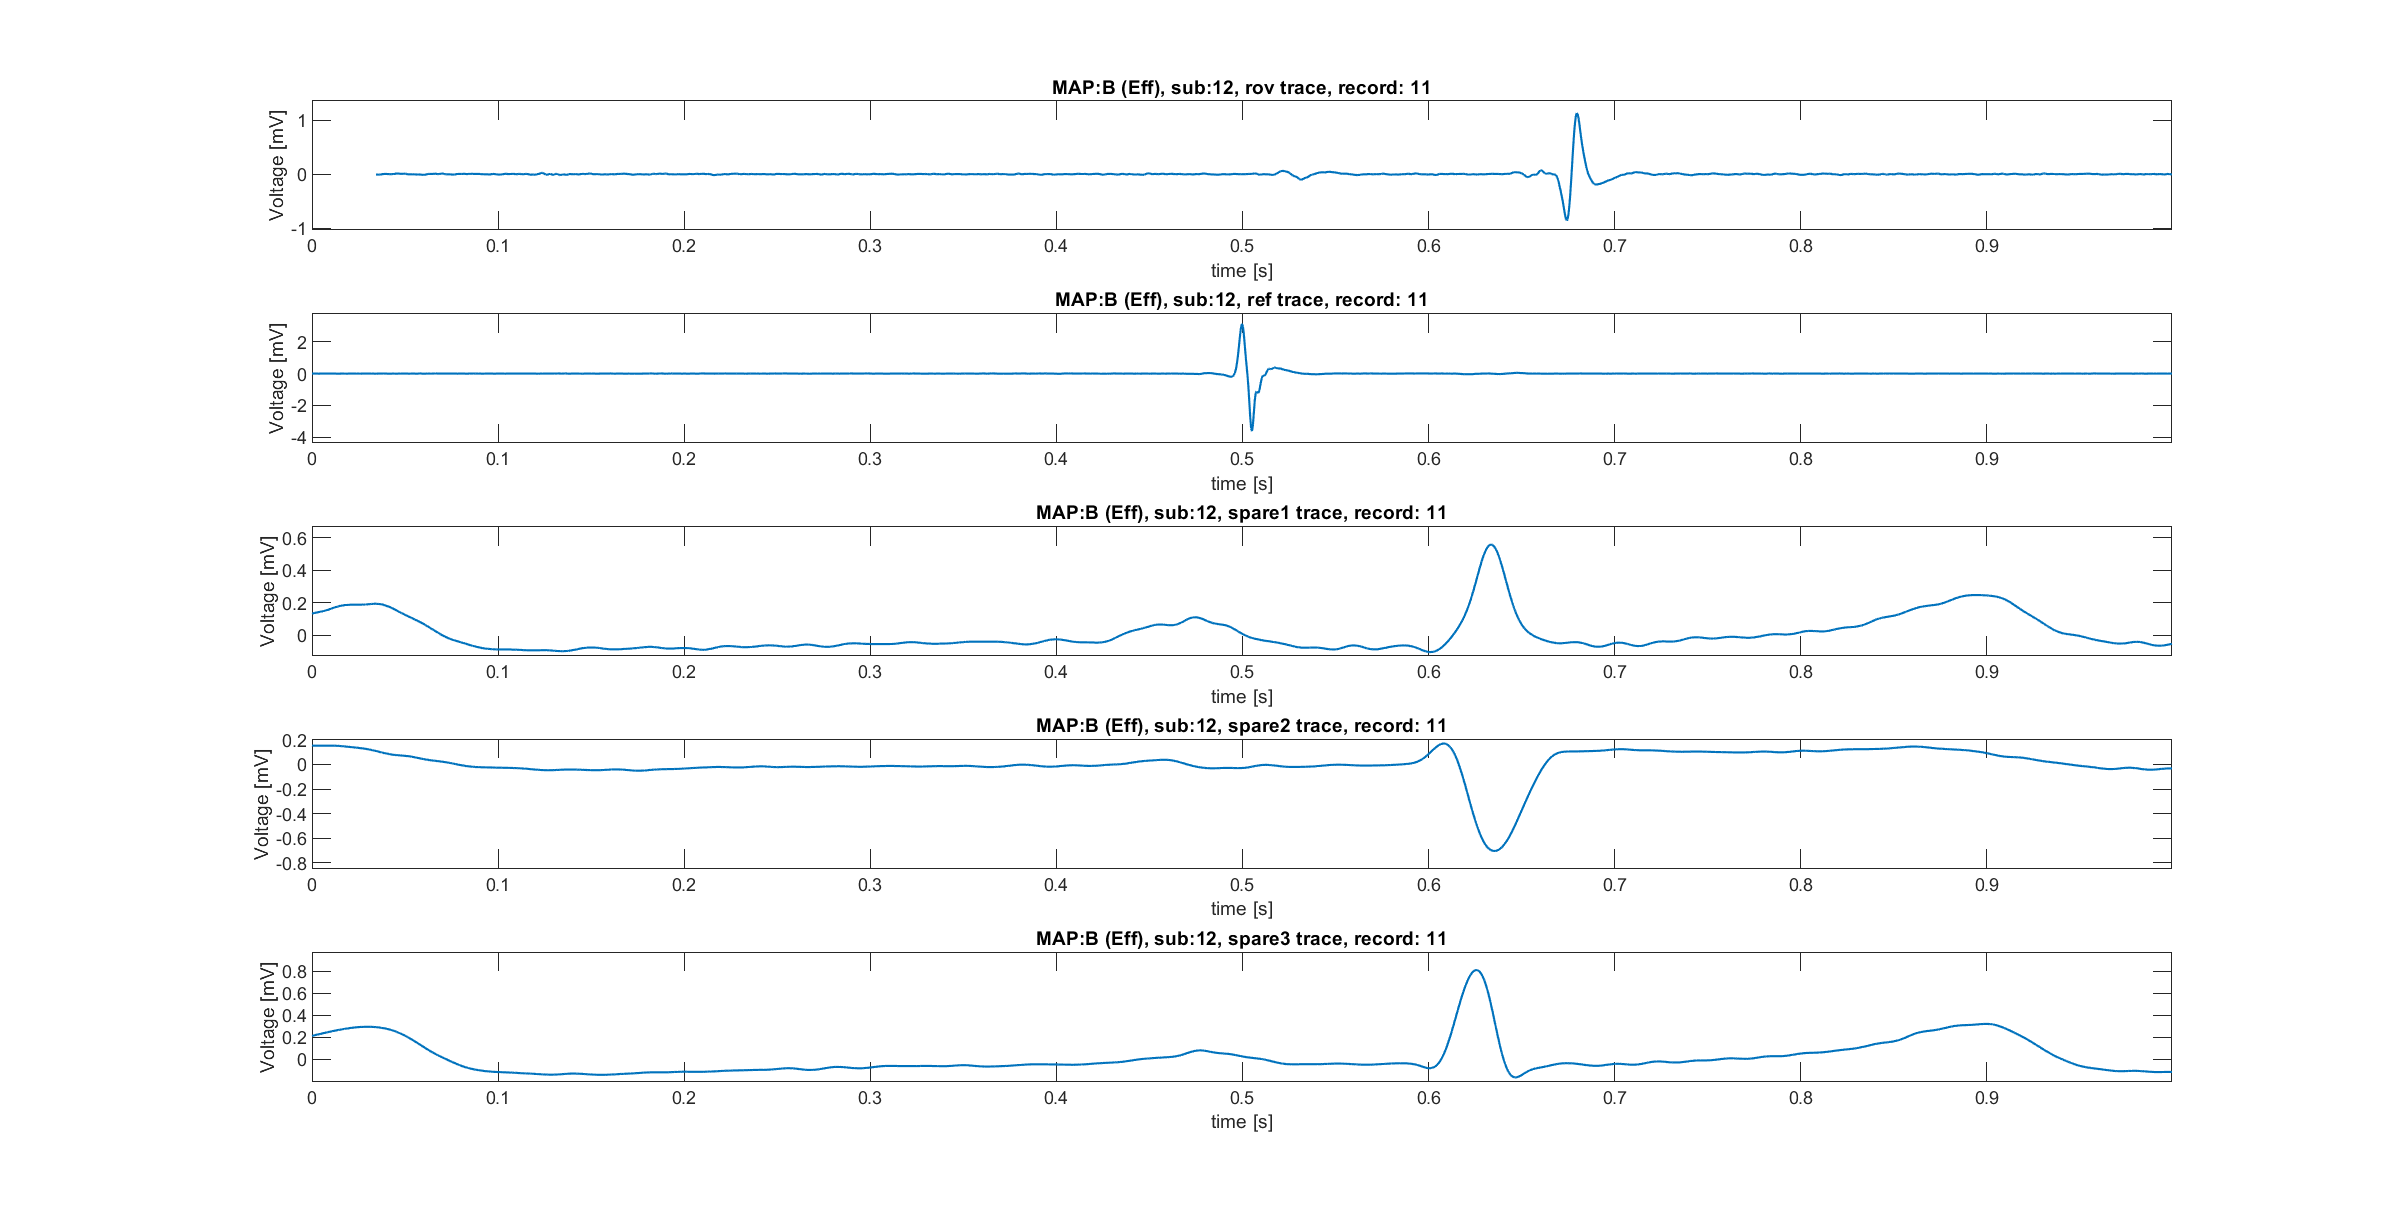 MAP:B (Eff), sub:12, rov trace, record: 11
Voltage [mV]
1
0
-1
0 0.1 0.2 0.3 0.4 0.5 0.6 0.7 0.8 0.9
time [s]
MAP:B (Eff), sub:12, ref trace, record: 11
Voltage [mV]
2
0
-2
-4
0 0.1 0.2 0.3 0.4 0.5 0.6 0.7 0.8 0.9
time [s]
MAP:B (Eff), sub:12, spare1 trace, record: 11
Voltage [mV]
0.6
0.4
0.2
0
0 0.1 0.2 0.3 0.4 0.5 0.6 0.7 0.8 0.9
time [s]
MAP:B (Eff), sub:12, spare2 trace, record: 11
Voltage [mV]
0.2
0
-0.2
-0.4
-0.6
-0.8
0 0.1 0.2 0.3 0.4 0.5 0.6 0.7 0.8 0.9
time [s]
MAP:B (Eff), sub:12, spare3 trace, record: 11
Voltage [mV]
0.8
0.6
0.4
0.2
0
0 0.1 0.2 0.3 0.4 0.5 0.6 0.7 0.8 0.9
time [s]